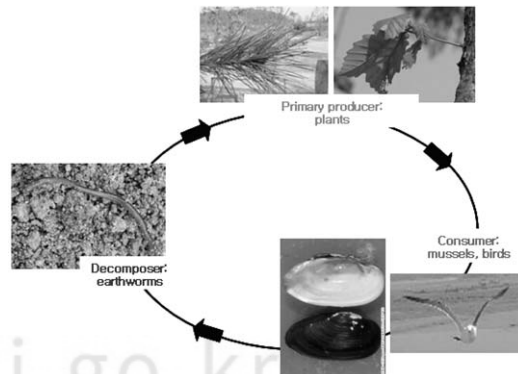 Primary producer:
plants
Consumer:
mussels, birds
Decomposer:
earthworms